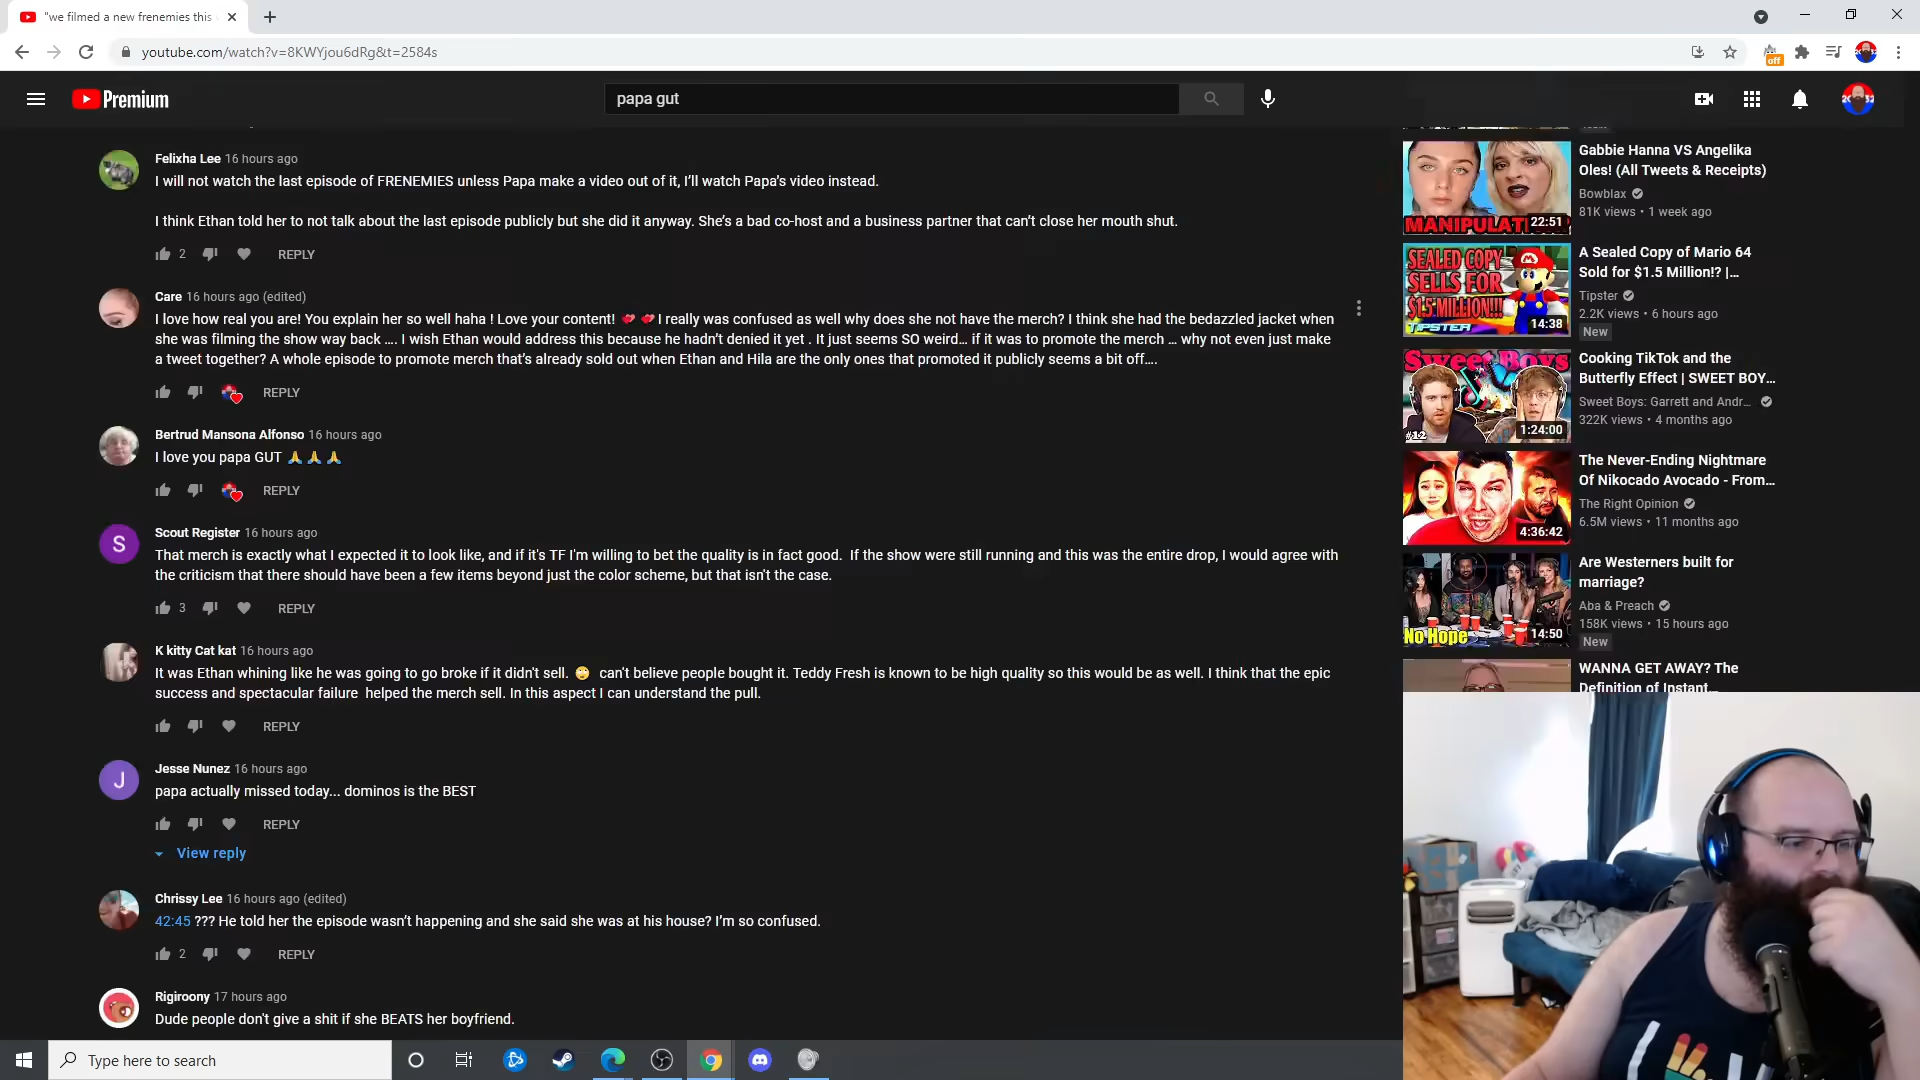 "we filmed a new frenemies this
youtube.com/watch?v=8KWYjou6dRg&t=2584s
off
Premium
papa gut
Felixha Lee 16 hours ago
I will not watch the last episode of FRENEMIES unless Papa make a video out of it, I'll watch Papa's video instead.
I think Ethan told her to not talk about the last episode publicly but she did it anyway. She's a bad co-host and a business partner that can't close her mouth shut.
2 REPLY
Care 16 hours ago (edited)
I love how real you are! You explain her so well haha ! Love your content! 💕 💕 I really was confused as well why does she not have the merch? I think she had the bedazzled jacket when
she was filming the show way back …. I wish Ethan would address this because he hadn't denied it yet . It just seems SO weird… if it was to promote the merch … why not even just make
a tweet together? A whole episode to promote merch that's already sold out when Ethan and Hila are the only ones that promoted it publicly seems a bit off….
REPLY
Bertrud Mansona Alfonso 16 hours ago
I love you papa GUT 🙏 🙏 🙏
REPLY
S
Scout Register 16 hours ago
That merch is exactly what I expected it to look like, and if it's TF I'm willing to bet the quality is in fact good. If the show were still running and this was the entire drop, I would agree with
the criticism that there should have been a few items beyond just the color scheme, but that isn't the case.
3 REPLY
K kitty Cat kat 16 hours ago
It was Ethan whining like he was going to go broke if it didn't sell. 🙄 can't believe people bought it. Teddy Fresh is known to be high quality so this would be as well. I think that the epic
success and spectacular failure helped the merch sell. In this aspect I can understand the pull.
REPLY
J
Jesse Nunez 16 hours ago
papa actually missed today... dominos is the BEST
REPLY
View reply
Chrissy Lee 16 hours ago (edited)
42:45 ??? He told her the episode wasn't happening and she said she was at his house? I'm so confused.
2 REPLY
Rigiroony 17 hours ago
Dude people don't give a shit if she BEATS her boyfriend.
MANIPULATI
22:51
Gabbie Hanna VS Angelika
Oles! (All Tweets & Receipts)
Bowblax
81K views • 1 week ago
SEALED COPY
SELLS FOR
$1.5 MILLION!!!
TIPSTER
14:38
A Sealed Copy of Mario 64
Sold for $1.5 Million!? |...
Tipster
2.2K views • 6 hours ago
New
Sweet Boys
#12
1:24:00
Cooking TikTok and the
Butterfly Effect | SWEET BOY...
Sweet Boys: Garrett and Andr...
322K views • 4 months ago
4:36:42
The Never-Ending Nightmare
Of Nikocado Avocado - From...
The Right Opinion
6.5M views • 11 months ago
No Hope
14:50
Are Westerners built for
marriage?
Aba & Preach
158K views • 15 hours ago
New
WANNA GET AWAY? The
Definition of Instant...
Type here to search